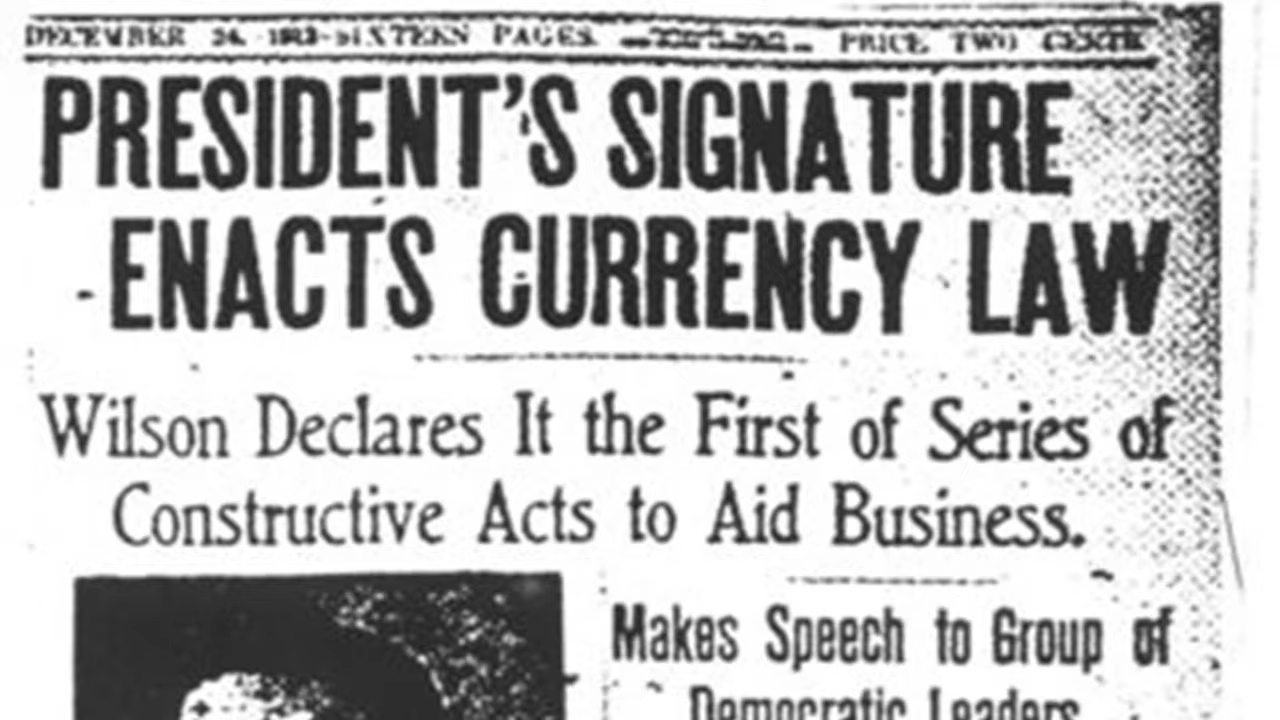 DECEMBER 24, 1913-SIXTEEN PAGES. PRICE TWO CENTS
PRESIDENT'S SIGNATURE
ENACTS CURRENCY LAW
Wilson Declares It the First of Series of
Constructive Acts to Aid Business.
Makes Speech to Group of
Democratic Leaders.